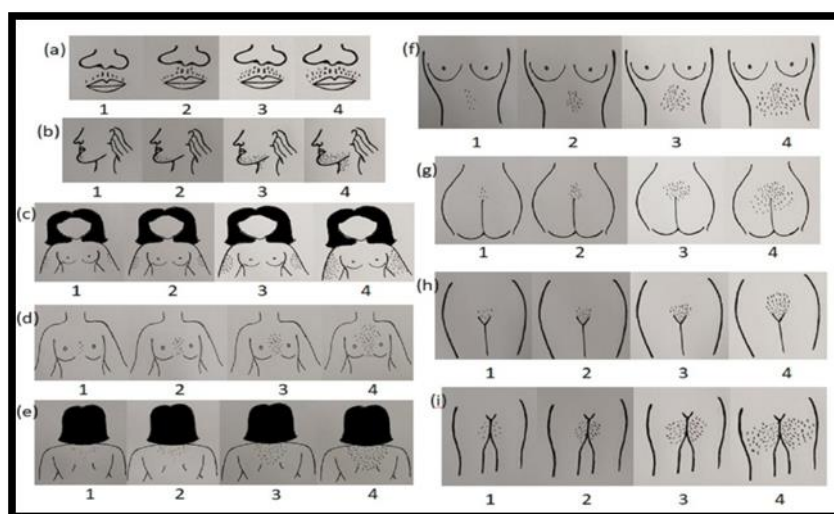 (a)
1 2 3 4
(b)
1 2 3 4
(c)
1 2 3 4
(d)
1 2 3 4
(e)
1 2 3 4
(f)
1 2 3 4
(g)
1 2 3 4
(h)
1 2 3 4
(i)
1 2 3 4